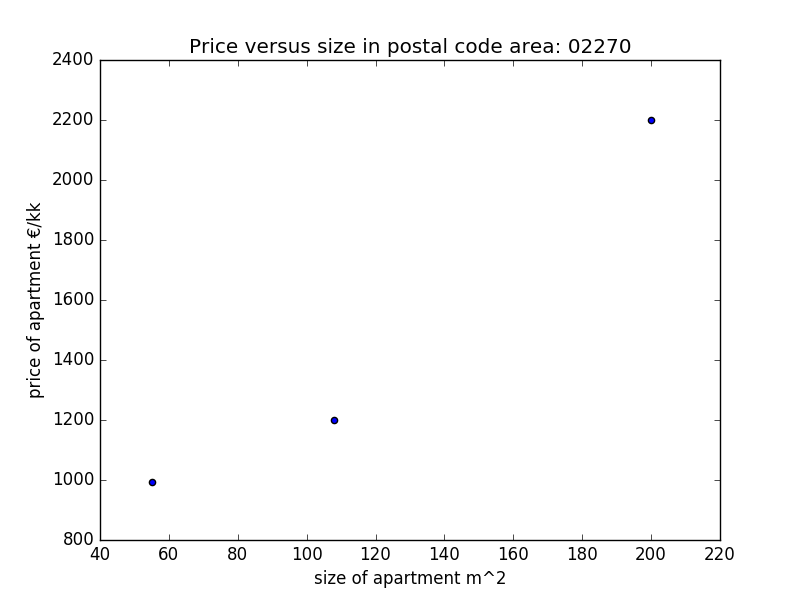 Price versus size in postal code area: 02270
2400
2200
2000
1800
1600
1400
1200
1000
800
price of apartment €/kk
40 60 80 100 120 140 160 180 200 220
size of apartment m^2